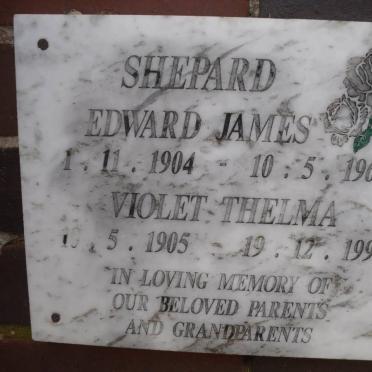 SHEPARD
EDWARD JAMES
1.11.1904 - 10.5.19
VIOLET THELMA
.5.1905 19.12.199
IN LOVING MEMORY OF
OUR BELOVED PARENTS
AND GRANDPARENTS